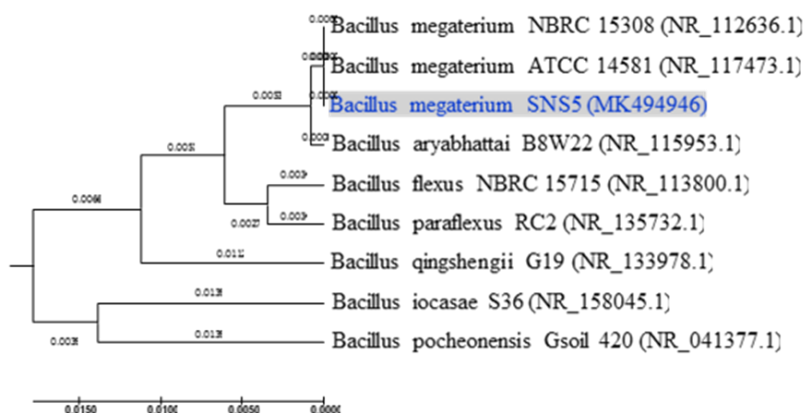 Bacillus megaterium NBRC 15308 (NR_112636.1)
Bacillus megaterium ATCC 14581 (NR_117473.1)
Bacillus megaterium SNS5 (MK494946)
0.0053
Bacillus aryabhattai B8W22 (NR_115953.1)
Bacillus flexus NBRC 15715 (NR_113800.1)
Bacillus paraflexus RC2 (NR_135732.1)
Bacillus qingshengii G19 (NR_133978.1)
Bacillus iocasae S36 (NR_158045.1)
Bacillus pocheonensis Gsoil 420 (NR_041377.1)
0.0150 0.0100 0.0050 0.0000